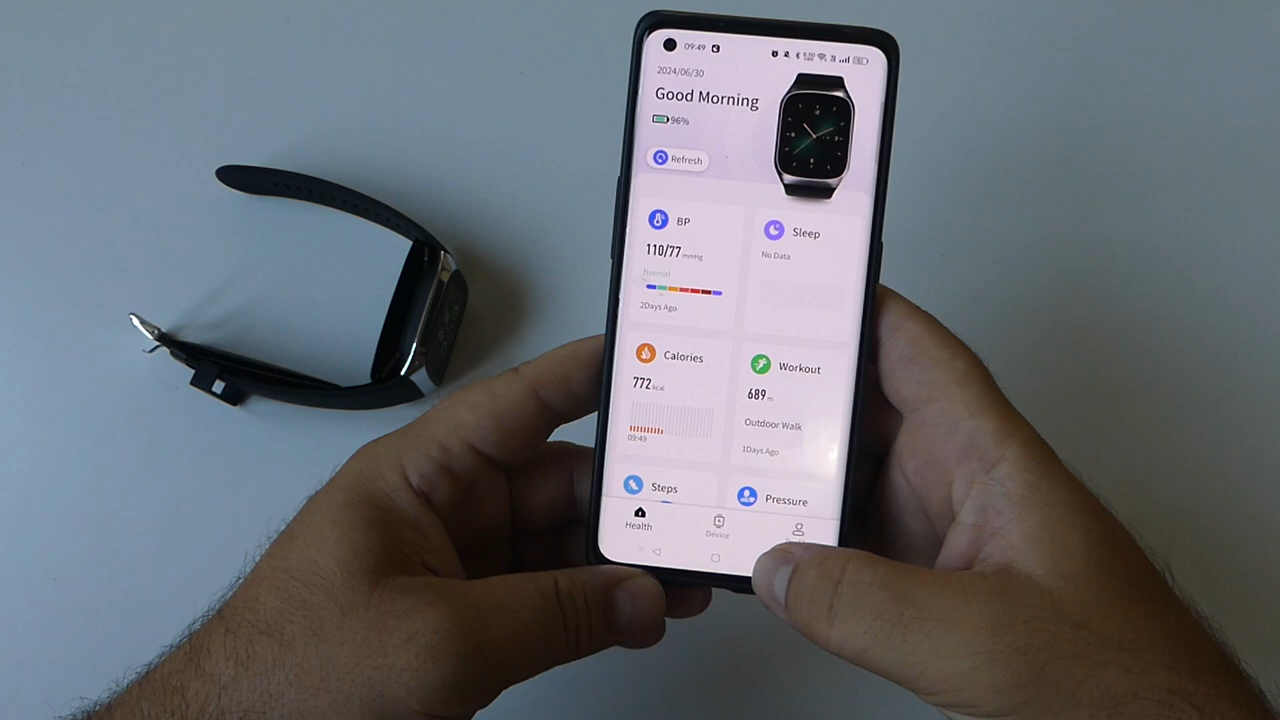 09:49
2024/06/30
Good Morning
96%
Refresh
BP
110/77 mmHg
Normal
2Days Ago
Sleep
No Data
Calories
772 kcal
09:49
Workout
689 m
Outdoor Walk
1Days Ago
Steps
Pressure
Health
Device